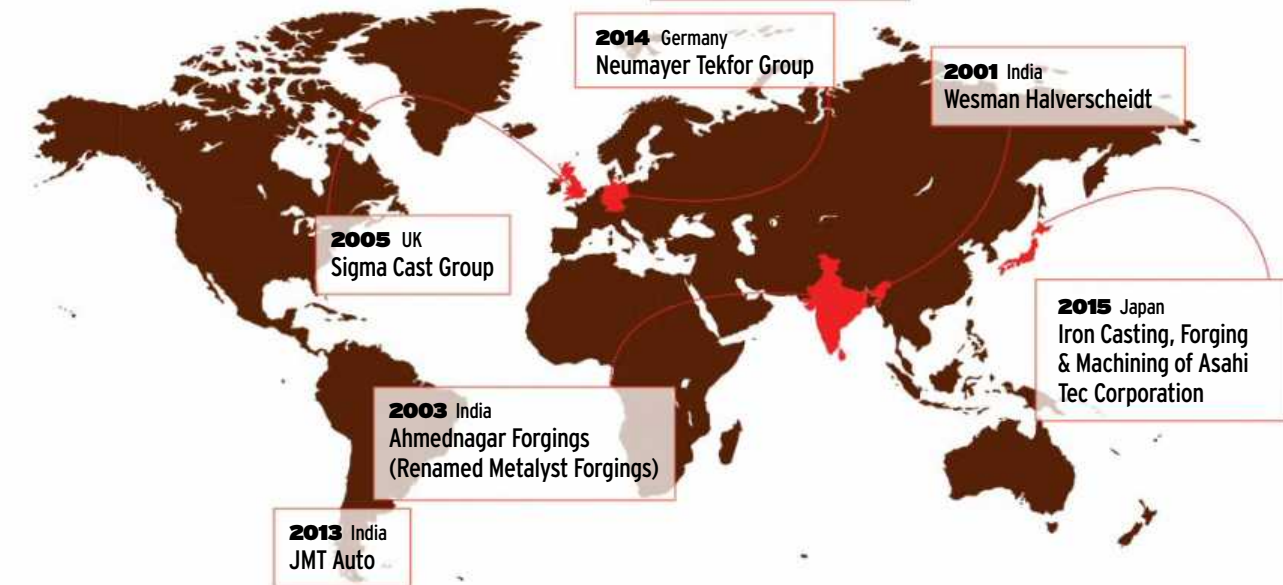 2014 Germany
Neumayer Tekfor Group
2001 India
Wesman Halverscheidt
2005 UK
Sigma Cast Group
2015 Japan
Iron Casting, Forging
& Machining of Asahi
Tec Corporation
2003 India
Ahmednagar Forgings
(Renamed Metalyst Forgings)
2013 India
JMT Auto